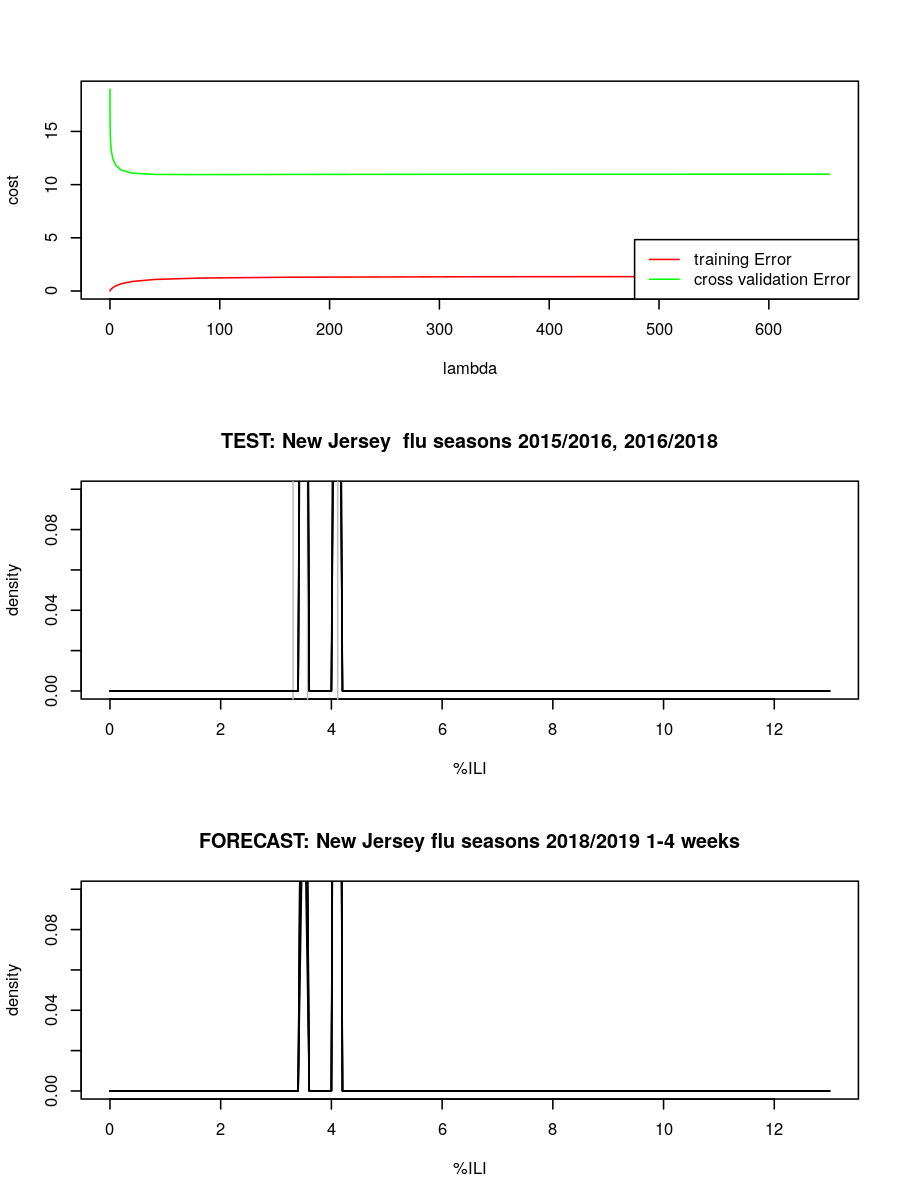 15
10
5
0
cost
training Error
cross validation Error
0 100 200 300 400 500 600
lambda
TEST: New Jersey  flu seasons 2015/2016, 2016/2018
0.08
0.04
0.00
density
0 2 4 6 8 10 12
%ILI
FORECAST: New Jersey flu seasons 2018/2019 1-4 weeks
0.08
0.04
0.00
density
0 2 4 6 8 10 12
%ILI